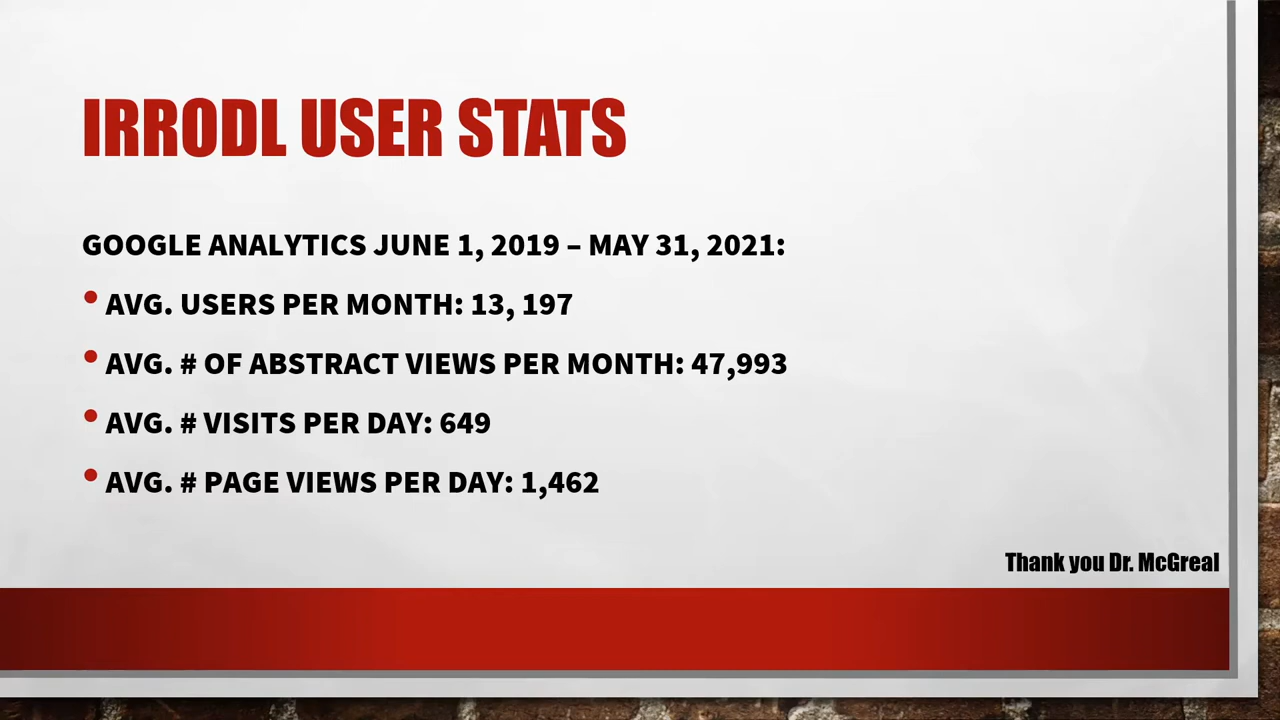 IRRODL USER STATS
GOOGLE ANALYTICS JUNE 1, 2019 – MAY 31, 2021:
• AVG. USERS PER MONTH: 13, 197
• AVG. # OF ABSTRACT VIEWS PER MONTH: 47,993
• AVG. # VISITS PER DAY: 649
• AVG. # PAGE VIEWS PER DAY: 1,462
Thank you Dr. McGreal